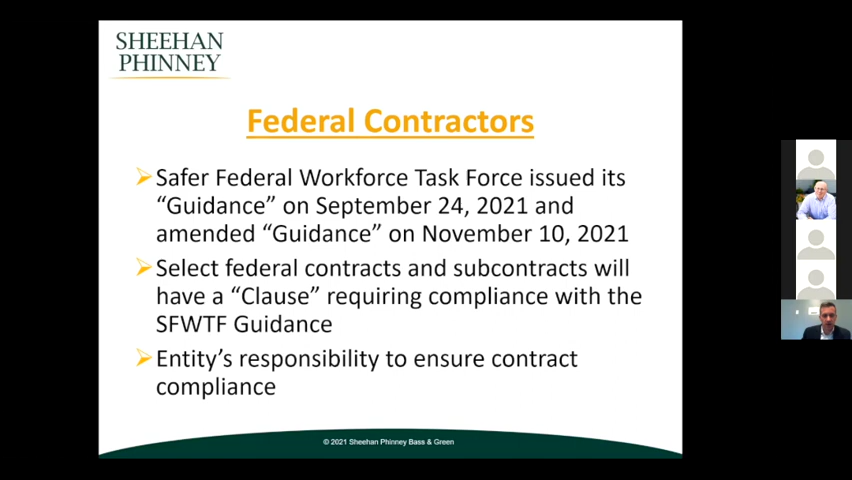 SHEEHAN
PHINNEY
Federal Contractors
Safer Federal Workforce Task Force issued its
“Guidance” on September 24, 2021 and
amended “Guidance” on November 10, 2021
Select federal contracts and subcontracts will
have a “Clause” requiring compliance with the
SFWTF Guidance
Entity’s responsibility to ensure contract
compliance
© 2021 Sheehan Phinney Bass & Green